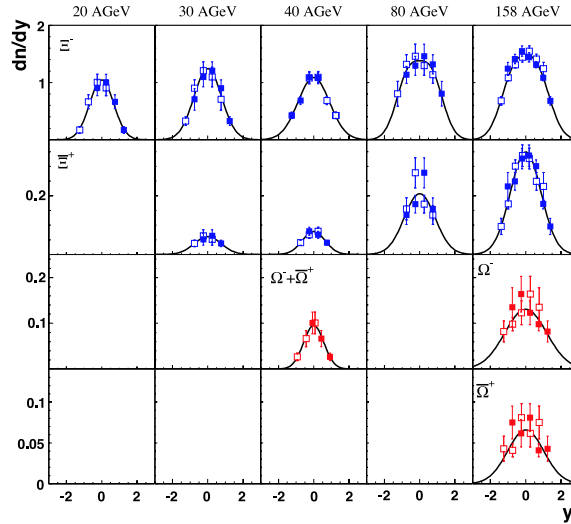 20 AGeV 30 AGeV 40 AGeV 80 AGeV 158 AGeV
dn/dy
2
Ξ⁻
1
Ξ̅⁺
0.2
0.2 Ω⁻+Ω̅⁺ Ω⁻
0.1
Ω̅⁺
0.1
0.05
0
-2 0 2 -2 0 2 -2 0 2 -2 0 2 -2 0 2
y